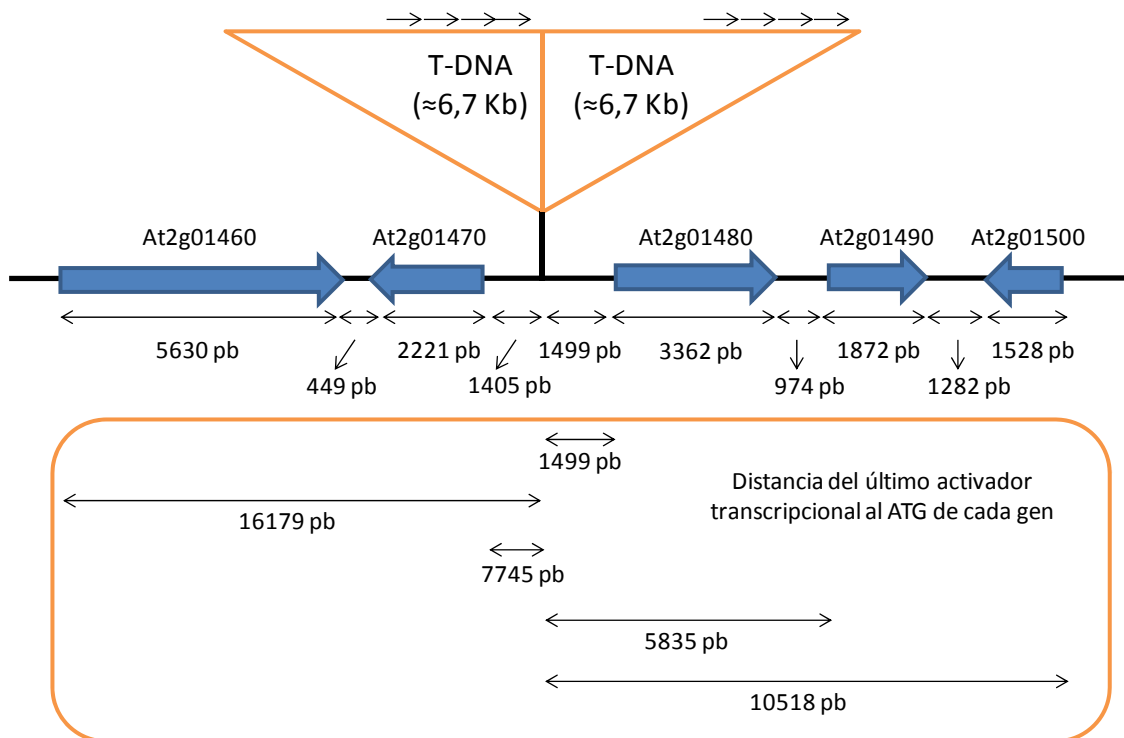 T-DNA
(≈6,7 Kb)
T-DNA
(≈6,7 Kb)
At2g01460
At2g01470
At2g01480
At2g01490
At2g01500
5630 pb
449 pb
2221 pb
1405 pb
1499 pb
3362 pb
974 pb
1872 pb
1282 pb
1528 pb
1499 pb
Distancia del último activador
transcripcional al ATG de cada gen
16179 pb
7745 pb
5835 pb
10518 pb